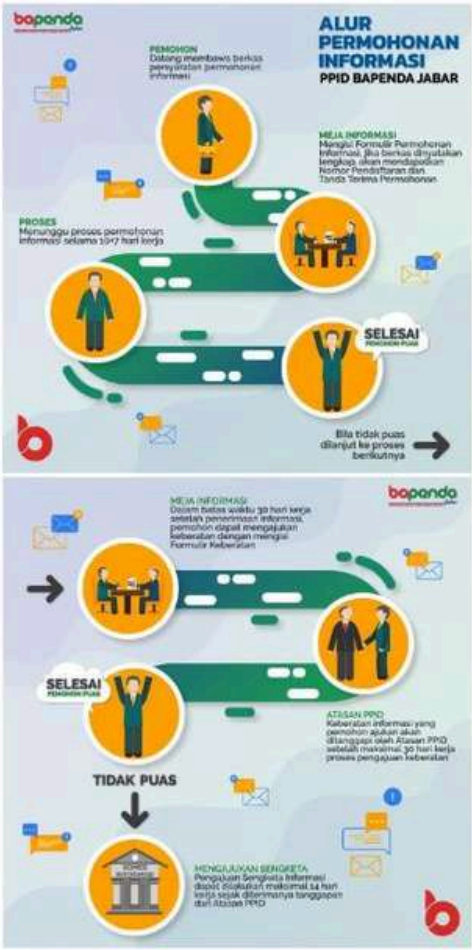 bapenda
Jabar
ALUR
PERMOHONAN
INFORMASI
PPID BAPENDA JABAR
PEMOHON
Datang membawa berkas
persyaratan permohonan
informasi
MEJA INFORMASI
Mengisi Formulir Permohonan
Informasi. Jika berkas dinyatakan
lengkap, akan mendapatkan
Nomor Pendaftaran dan
Tanda Terima Permohonan
PROSES
Menunggu proses permohonan
informasi selama 10+7 hari kerja
SELESAI
PEMOHON PUAS
Bila tidak puas
dilanjut ke proses
berikutnya
bapenda
Jabar
MEJA INFORMASI
Dalam batas waktu 30 hari kerja
setelah penerimaan informasi,
pemohon dapat mengajukan
keberatan dengan mengisi
Formulir Keberatan
SELESAI
PEMOHON PUAS
ATASAN PPID
Keberatan informasi yang
pemohon ajukan akan
ditanggapi oleh Atasan PPID
setelah maksimal 30 hari kerja
proses pengajuan keberatan
TIDAK PUAS
KOMISI
INFORMASI
MENGAJUKAN SENGKETA
Pengajuan Sengketa Informasi
dapat dilakukan maksimal 14 hari
kerja sejak diterimanya tanggapan
dari Atasan PPID